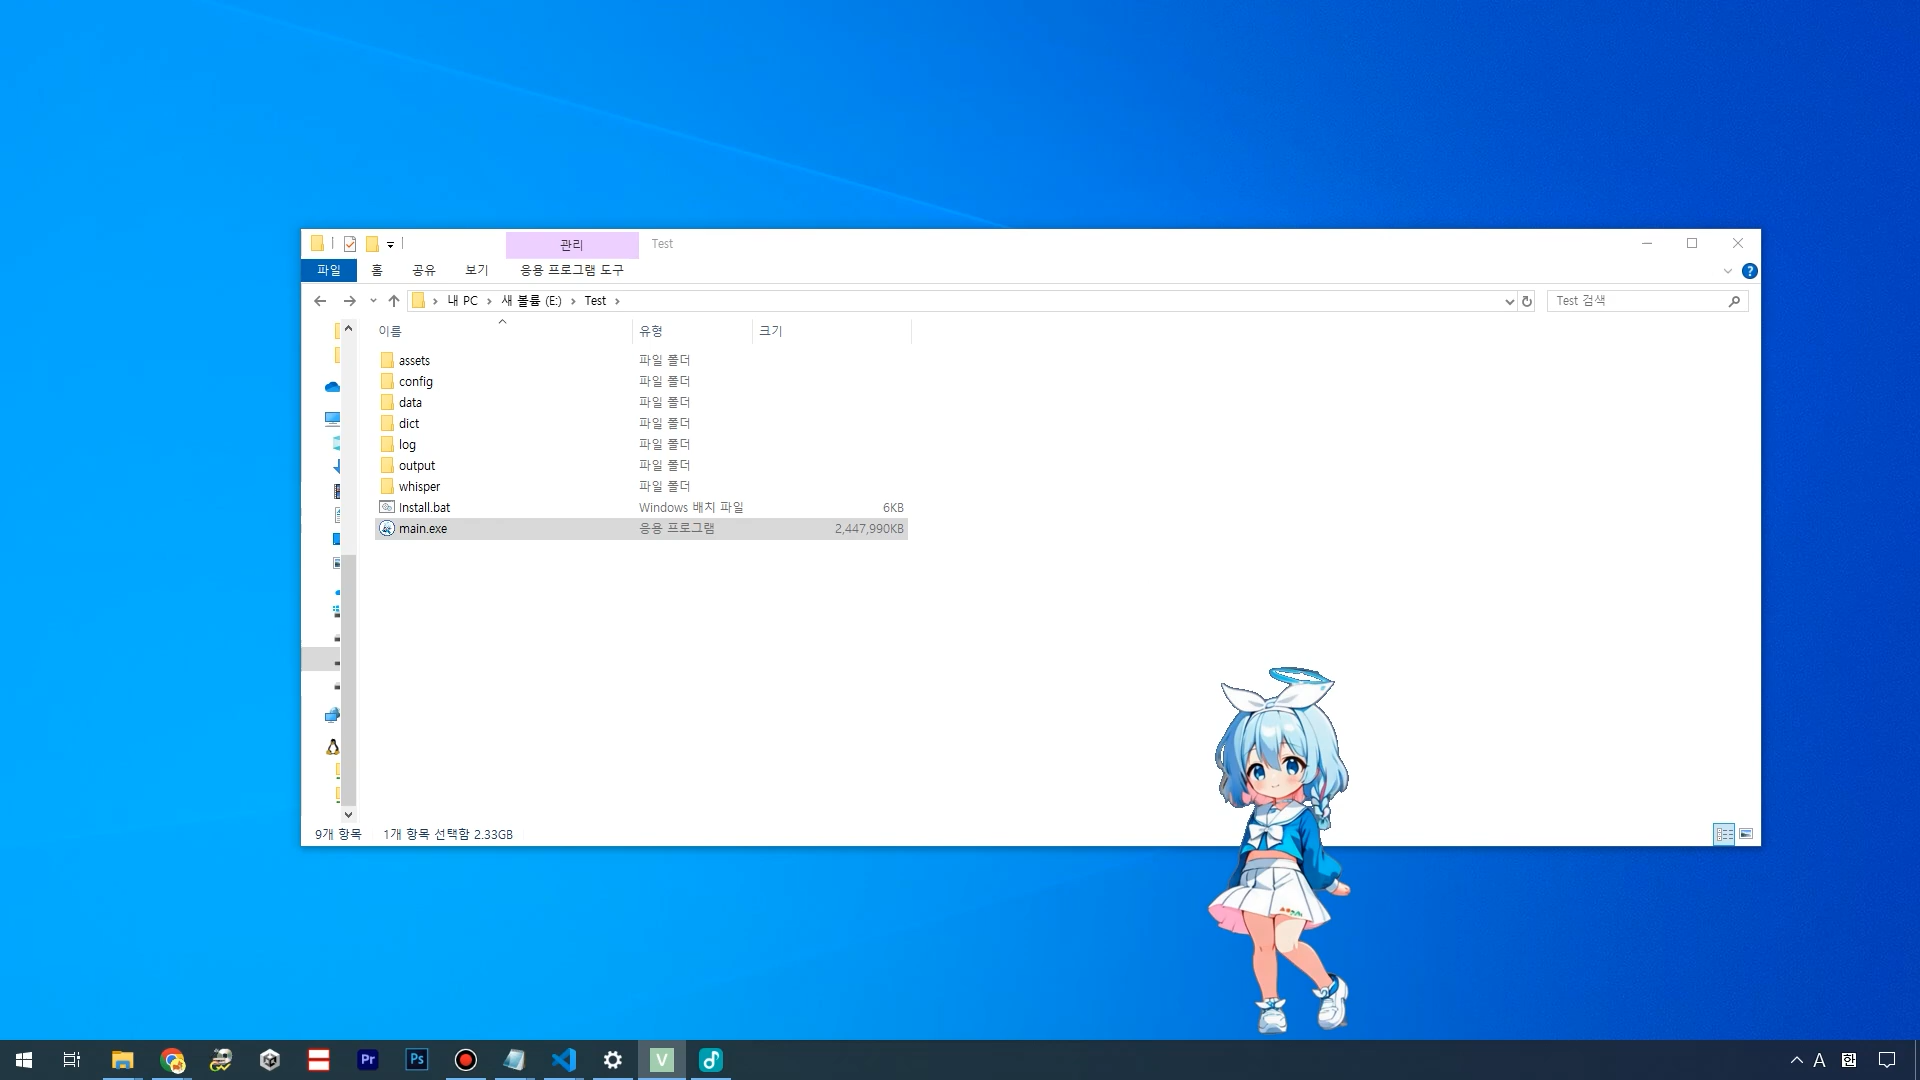 관리 Test
파일 홈 공유 보기 응용 프로그램 도구
내 PC 새 볼륨 (E:) Test Test 검색
이름 유형 크기
assets 파일 폴더
config 파일 폴더
data 파일 폴더
dict 파일 폴더
log 파일 폴더
output 파일 폴더
whisper 파일 폴더
Install.bat Windows 배치 파일 6KB
main.exe 응용 프로그램 2,447,990KB
9개 항목 1개 항목 선택함 2.33GB
Pr Ps V A 한